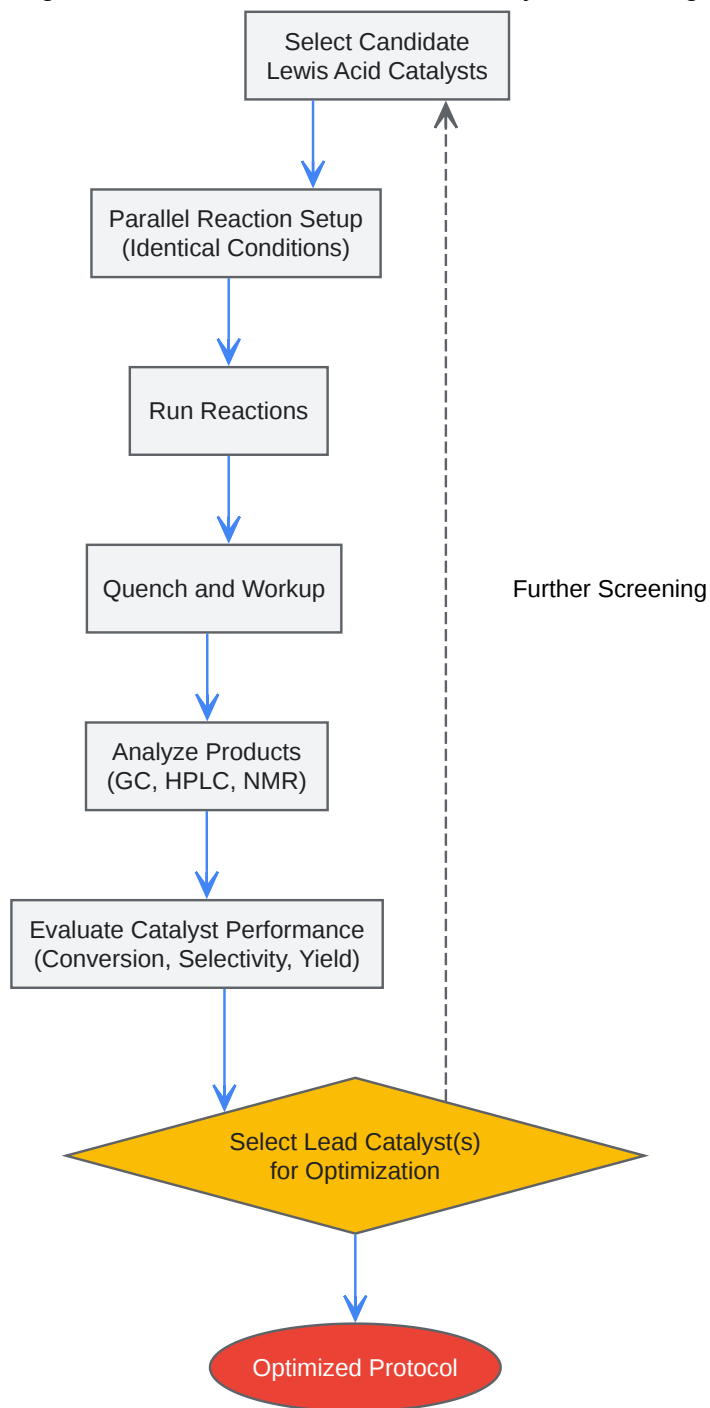 Select Candidate
Lewis Acid Catalysts
Parallel Reaction Setup
(Identical Conditions)
Run Reactions
Quench and Workup
Further Screening
Analyze Products
(GC, HPLC, NMR)
Evaluate Catalyst Performance
(Conversion, Selectivity, Yield)
Select Lead Catalyst(s)
for Optimization
Optimized Protocol